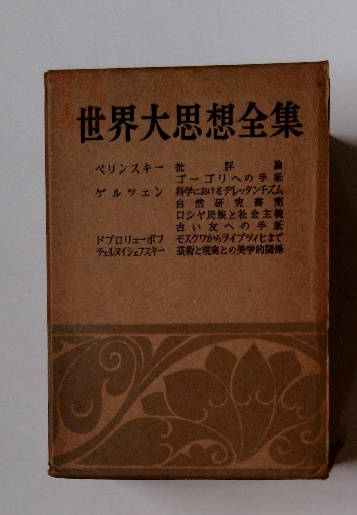 世界大思想全集
ベリンスキー 批評論
ゴーゴリへの手紙
ゲルツェン 科学におけるヂレッタンチズム
自然研究書簡
ロシヤ民族と社会主義
古い友への手紙
ドブロリューボフ モスクワからライプツィヒまで
チェルヌイシェフスキー 芸術と現実との美学的関係